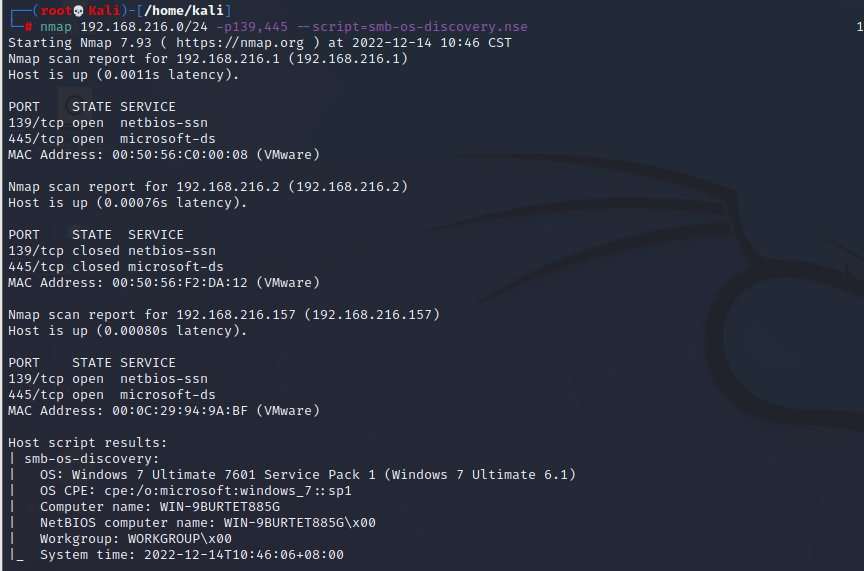 ┌──(root💀Kali)-[/home/kali]
└─# nmap 192.168.216.0/24 -p139,445 --script=smb-os-discovery.nse 1
Starting Nmap 7.93 ( https://nmap.org ) at 2022-12-14 10:46 CST
Nmap scan report for 192.168.216.1 (192.168.216.1)
Host is up (0.0011s latency).

PORT    STATE SERVICE
139/tcp open  netbios-ssn
445/tcp open  microsoft-ds
MAC Address: 00:50:56:C0:00:08 (VMware)

Nmap scan report for 192.168.216.2 (192.168.216.2)
Host is up (0.00076s latency).

PORT    STATE  SERVICE
139/tcp closed netbios-ssn
445/tcp closed microsoft-ds
MAC Address: 00:50:56:F2:DA:12 (VMware)

Nmap scan report for 192.168.216.157 (192.168.216.157)
Host is up (0.00080s latency).

PORT    STATE SERVICE
139/tcp open  netbios-ssn
445/tcp open  microsoft-ds
MAC Address: 00:0C:29:94:9A:BF (VMware)

Host script results:
| smb-os-discovery:
|   OS: Windows 7 Ultimate 7601 Service Pack 1 (Windows 7 Ultimate 6.1)
|   OS CPE: cpe:/o:microsoft:windows_7::sp1
|   Computer name: WIN-9BURTET885G
|   NetBIOS computer name: WIN-9BURTET885G\x00
|   Workgroup: WORKGROUP\x00
|_  System time: 2022-12-14T10:46:06+08:00